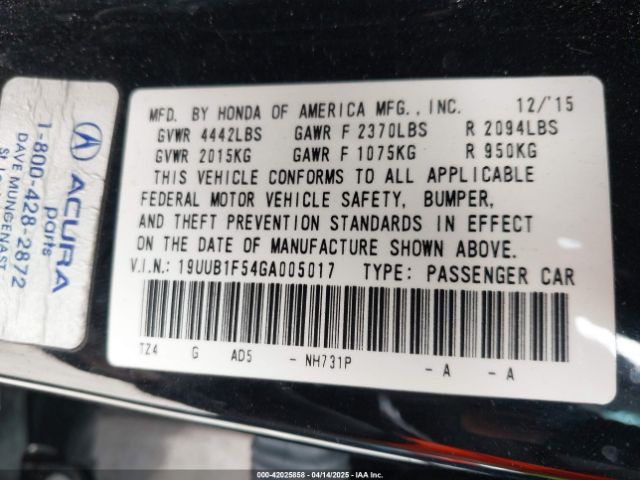 MFD. BY HONDA OF AMERICA MFG., INC. 12/'15
GVWR 4442LBS GAWR F 2370LBS R 2094LBS
GVWR 2015KG GAWR F 1075KG R 950KG
THIS VEHICLE CONFORMS TO ALL APPLICABLE
FEDERAL MOTOR VEHICLE SAFETY, BUMPER,
AND THEFT PREVENTION STANDARDS IN EFFECT
ON THE DATE OF MANUFACTURE SHOWN ABOVE.
V.I.N.: 19UUB1F54GA005017 TYPE: PASSENGER CAR
TZ4 G AD5 - NH731P - A - A
ACURA
parts
1-800-428-2872
DAVE MUNGENAST
000-42025858 - 04/14/2025 - IAA Inc.